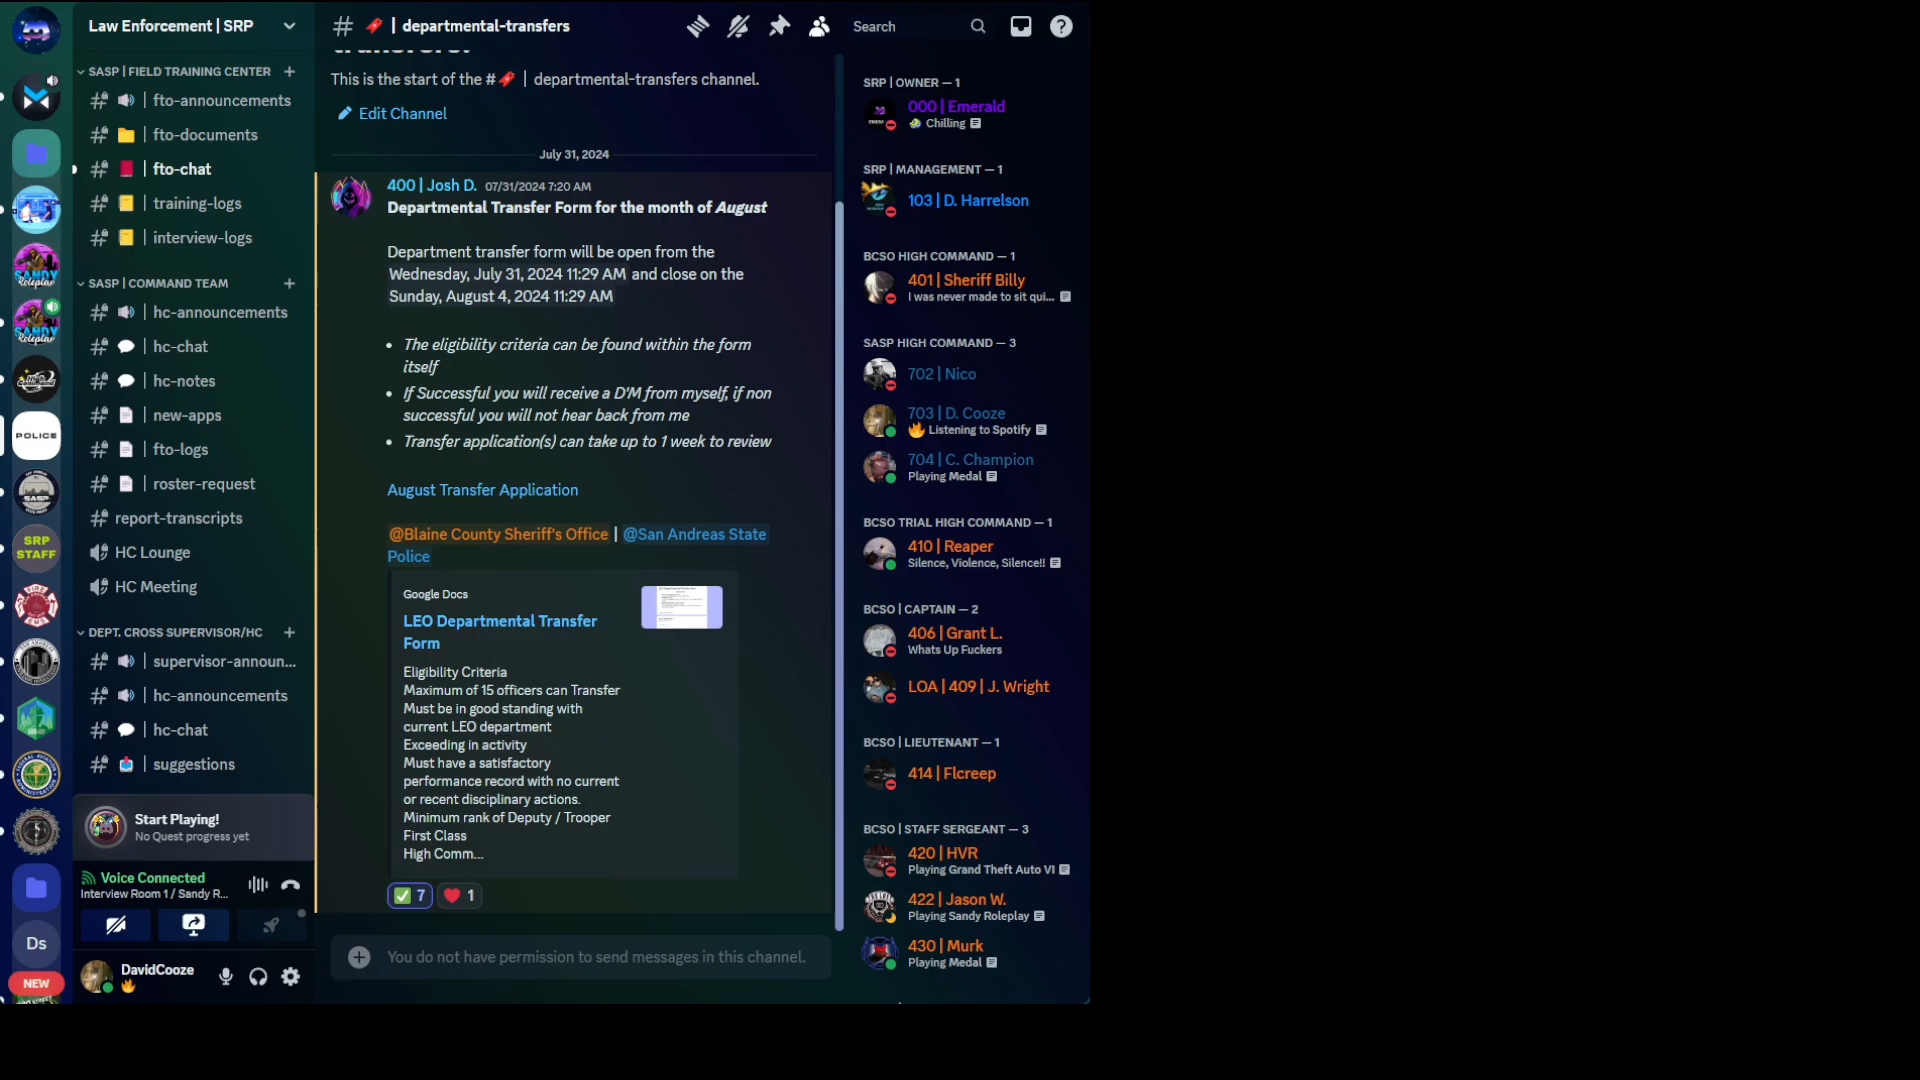 Law Enforcement | SRP
SASP | FIELD TRAINING CENTER
fto-announcements
fto-documents
fto-chat
training-logs
interview-logs
SASP | COMMAND TEAM
hc-announcements
hc-chat
hc-notes
new-apps
fto-logs
roster-request
report-transcripts
HC Lounge
HC Meeting
DEPT. CROSS SUPERVISOR/HC
supervisor-announ...
hc-announcements
hc-chat
suggestions
Start Playing!
No Quest progress yet
Voice Connected
Interview Room 1 / Sandy R...
DavidCooze
POLICE
SRP
STAFF
Ds
NEW
| departmental-transfers
Search
This is the start of the # | departmental-transfers channel.
Edit Channel
July 31, 2024
400 | Josh D. 07/31/2024 7:20 AM
Departmental Transfer Form for the month of August
Department transfer form will be open from the
Wednesday, July 31, 2024 11:29 AM and close on the
Sunday, August 4, 2024 11:29 AM
• The eligibility criteria can be found within the form
itself
• If Successful you will receive a D'M from myself, if non
successful you will not hear back from me
• Transfer application(s) can take up to 1 week to review
August Transfer Application
@Blaine County Sheriff's Office | @San Andreas State
Police
Google Docs
LEO Departmental Transfer
Form
Eligibility Criteria
Maximum of 15 officers can Transfer
Must be in good standing with
current LEO department
Exceeding in activity
Must have a satisfactory
performance record with no current
or recent disciplinary actions.
Minimum rank of Deputy / Trooper
First Class
High Comm...
7
1
You do not have permission to send messages in this channel.
SRP | OWNER — 1
000 | Emerald
Chilling
SRP | MANAGEMENT — 1
103 | D. Harrelson
BCSO HIGH COMMAND — 1
401 | Sheriff Billy
I was never made to sit qui...
SASP HIGH COMMAND — 3
702 | Nico
703 | D. Cooze
Listening to Spotify
704 | C. Champion
Playing Medal
BCSO TRIAL HIGH COMMAND — 1
410 | Reaper
Silence, Violence, Silence!!
BCSO | CAPTAIN — 2
406 | Grant L.
Whats Up Fuckers
LOA | 409 | J. Wright
BCSO | LIEUTENANT — 1
414 | Flcreep
BCSO | STAFF SERGEANT — 3
420 | HVR
Playing Grand Theft Auto VI
422 | Jason W.
Playing Sandy Roleplay
430 | Murk
Playing Medal